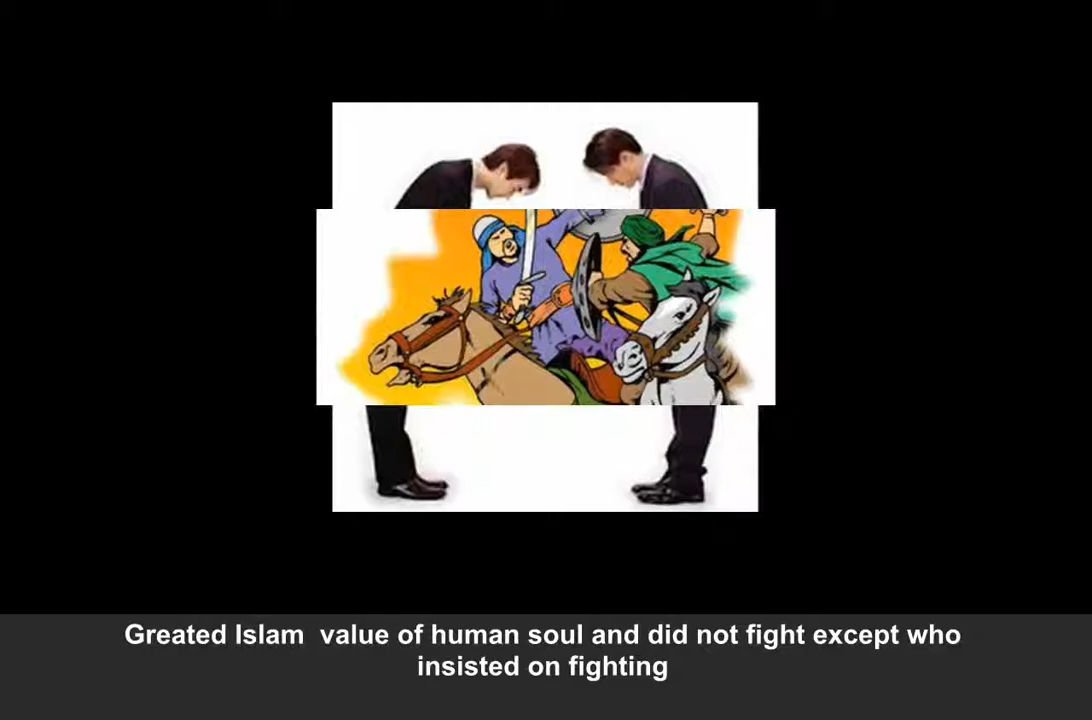 Greated Islam  value of human soul and did not fight except who
insisted on fighting